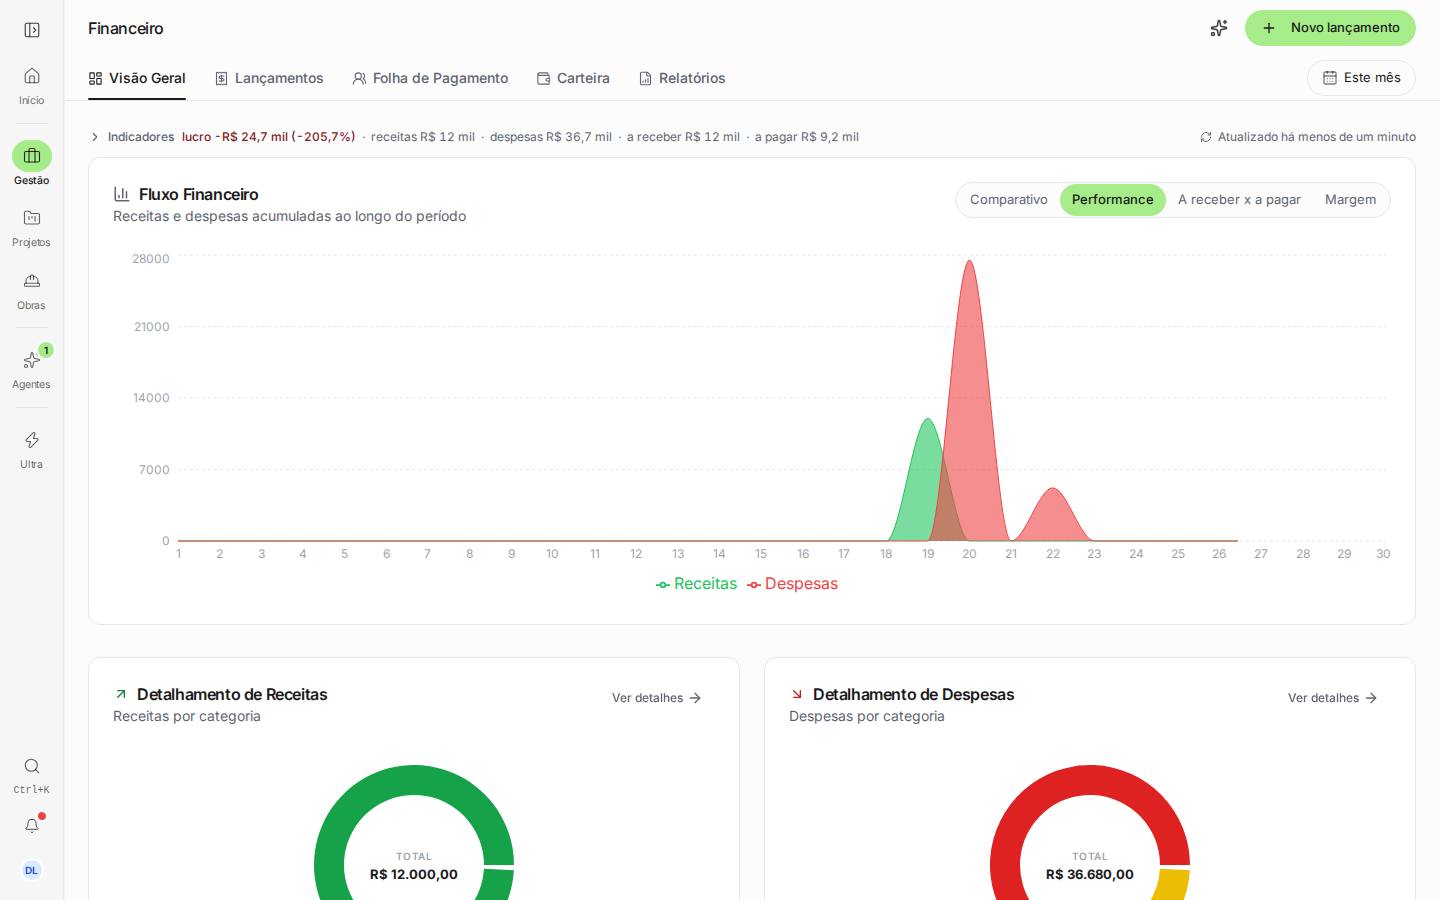 Financeiro
Novo lançamento
Início
Gestão
Projetos
Obras
1
Agentes
Ultra
Ctrl+K
DL
Visão Geral
Lançamentos
Folha de Pagamento
Carteira
Relatórios
Este mês
Indicadores lucro -R$ 24,7 mil (-205,7%) · receitas R$ 12 mil · despesas R$ 36,7 mil · a receber R$ 12 mil · a pagar R$ 9,2 mil
Atualizado há menos de um minuto
Fluxo Financeiro
Receitas e despesas acumuladas ao longo do período
Comparativo Performance A receber x a pagar Margem
28000
21000
14000
7000
0
1 2 3 4 5 6 7 8 9 10 11 12 13 14 15 16 17 18 19 20 21 22 23 24 25 26 27 28 29 30
Receitas Despesas
Detalhamento de Receitas
Receitas por categoria
Ver detalhes
TOTAL
R$ 12.000,00
Detalhamento de Despesas
Despesas por categoria
Ver detalhes
TOTAL
R$ 36.680,00